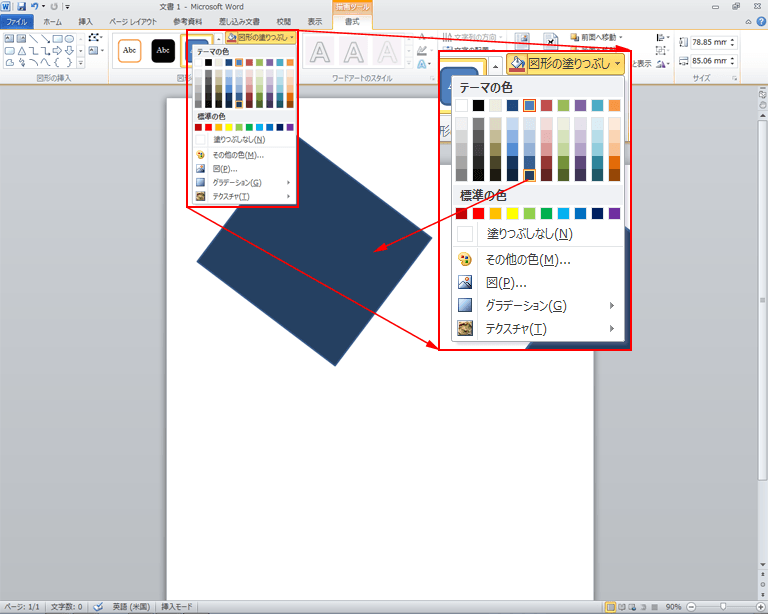 文書 1 - Microsoft Word
描画ツール
ファイル
ホーム
挿入
ページ レイアウト
参考資料
差し込み文書
校閲
表示
書式
Abc
Abc
図形の塗りつぶし
テーマの色
標準の色
塗りつぶしなし(N)
その他の色(M)...
図(P)...
グラデーション(G)
テクスチャ(T)
図形の挿入
文字列の方向
A
A
A
ワードアートのスタイル
前面へ移動
78.85 mm
85.06 mm
サイズ
図形の塗りつぶし
テーマの色
標準の色
塗りつぶしなし(N)
その他の色(M)...
図(P)...
グラデーション(G)
テクスチャ(T)
ページ: 1/1
文字数: 0
英語 (米国)
挿入モード
90%